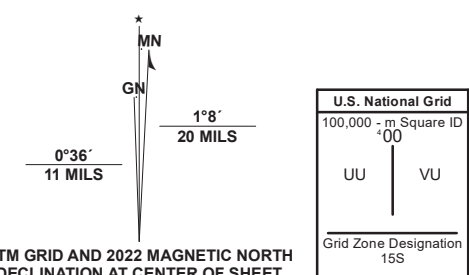 ★
MN
GN
1°8´
20 MILS
0°36´
11 MILS
TM GRID AND 2022 MAGNETIC NORTH
DECLINATION AT CENTER OF SHEET
U.S. National Grid
100,000 - m Square ID
⁴00
UU VU
Grid Zone Designation
15S